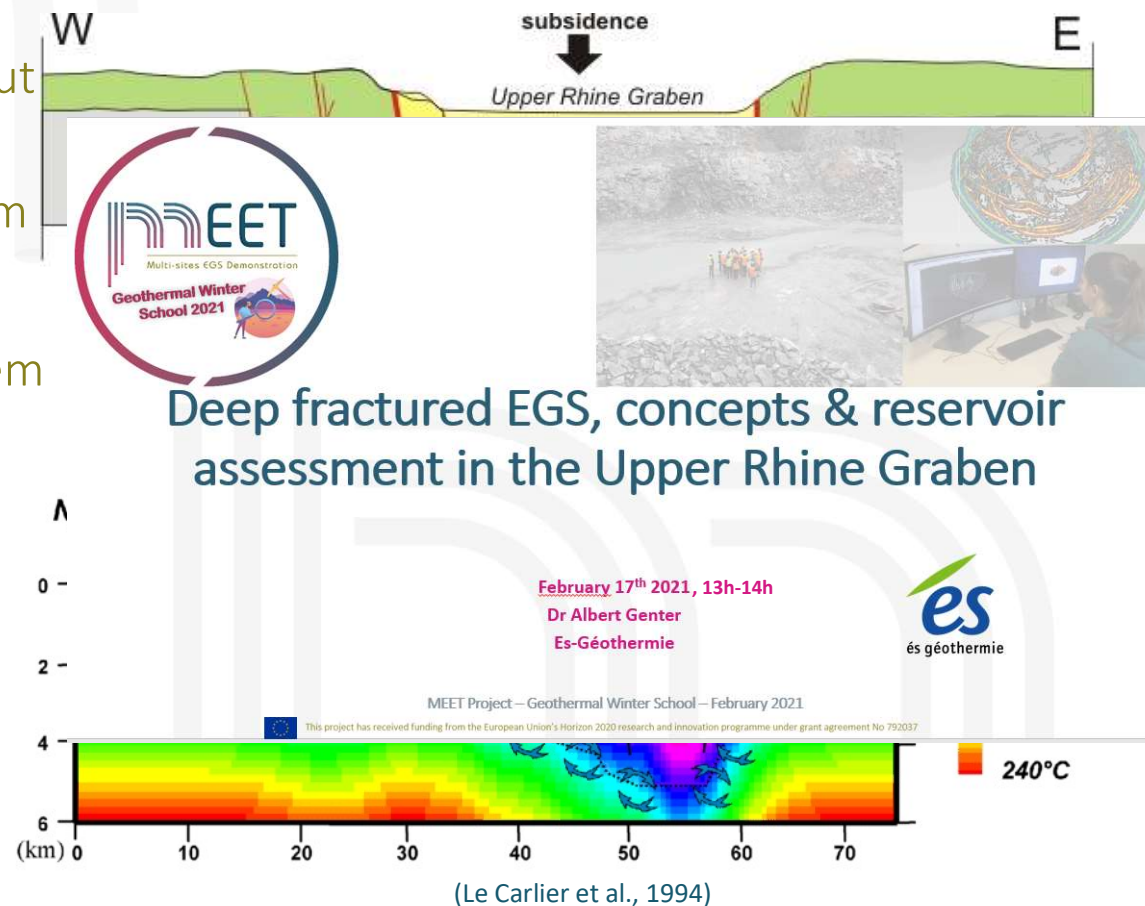 W
subsidence
E
Upper Rhine Graben
MEET
Multi-sites EGS Demonstration
Geothermal Winter
School 2021
Deep fractured EGS, concepts & reservoir
assessment in the Upper Rhine Graben
0
2
February 17th 2021, 13h-14h
Dr Albert Genter
Es-Géothermie
és
és géothermie
MEET Project – Geothermal Winter School – February 2021
This project has received funding from the European Union's Horizon 2020 research and innovation programme under grant agreement No 792037
4
240°C
6
(km) 0 10 20 30 40 50 60 70
(Le Carlier et al., 1994)